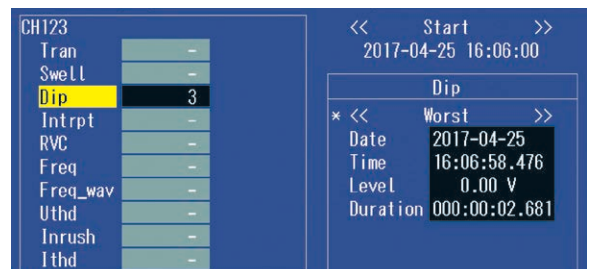 CH123
Tran -
Swell -
Dip 3
Intrpt -
RVC -
Freq -
Freq_wav -
Uthd -
Inrush -
Ithd -
<< Start >>
2017-04-25 16:06:00
Dip
* << Worst >>
Date 2017-04-25
Time 16:06:58.476
Level 0.00 V
Duration 000:00:02.681